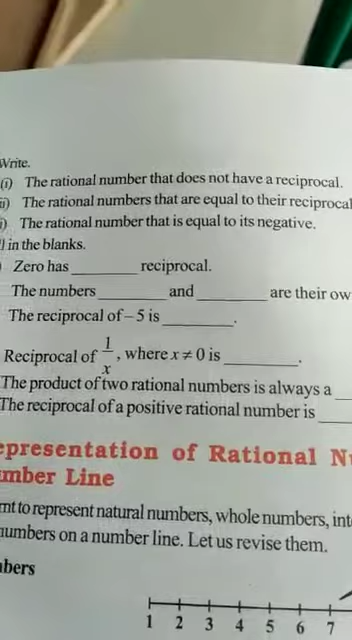 Write.
(i) The rational number that does not have a reciprocal.
ii) The rational numbers that are equal to their reciprocal
i) The rational number that is equal to its negative.
l in the blanks.
Zero has ________ reciprocal.
The numbers ________ and ________ are their ow
The reciprocal of – 5 is ________.
Reciprocal of 1/x, where x ≠ 0 is ________.
The product of two rational numbers is always a ___
The reciprocal of a positive rational number is ____
epresentation of Rational Nu
mber Line
rnt to represent natural numbers, whole numbers, int
numbers on a number line. Let us revise them.
bers
1 2 3 4 5 6 7